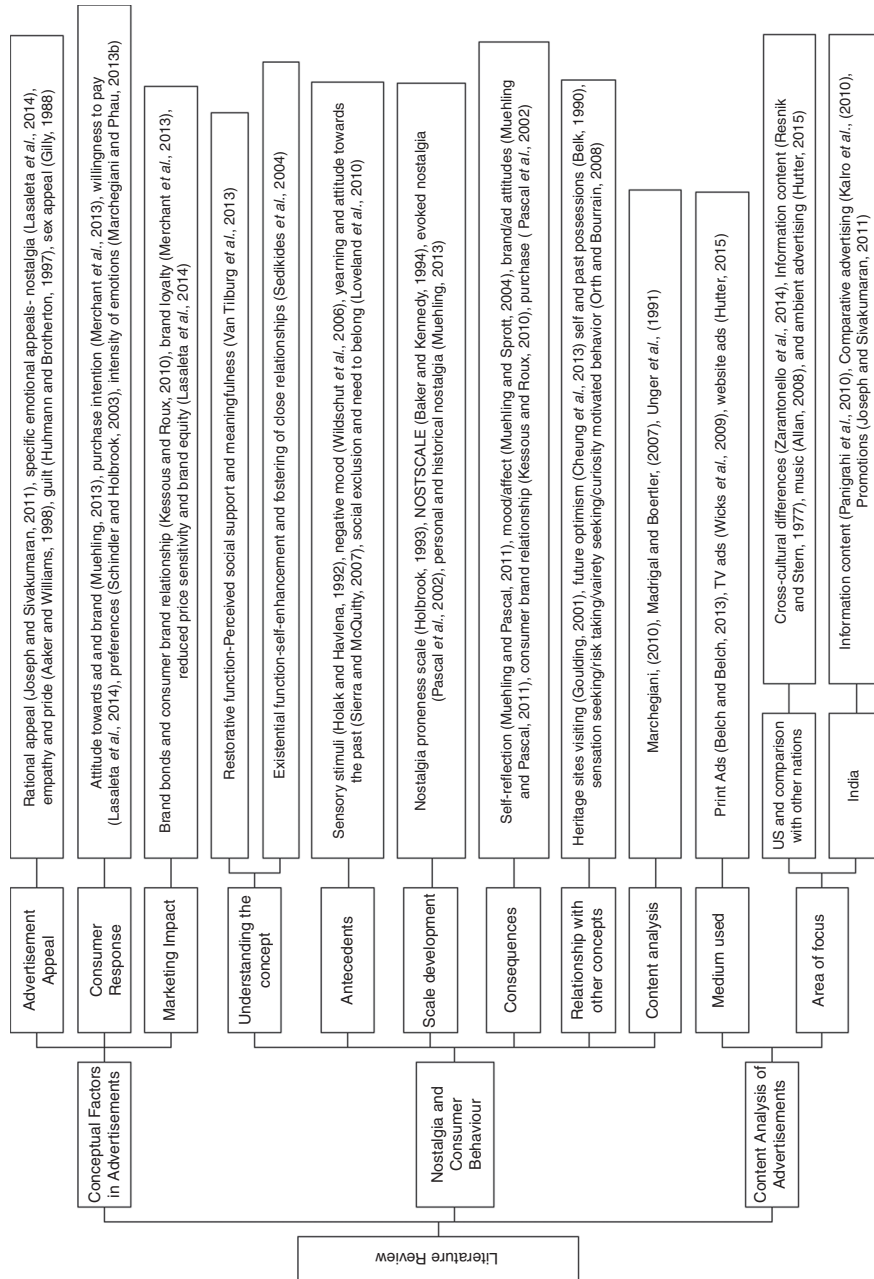 Literature Review
Conceptual Factors
in Advertisements
Advertisement
Appeal
Rational appeal (Joseph and Sivakumaran, 2011), specific emotional appeals- nostalgia (Lasaleta et al., 2014),
empathy and pride (Aaker and Williams, 1998), guilt (Huhmann and Brotherton, 1997), sex appeal (Gilly, 1988)
Consumer
Response
Attitude towards ad and brand (Muehling, 2013), purchase intention (Merchant et al., 2013), willingness to pay
(Lasaleta et al., 2014), preferences (Schindler and Holbrook, 2003), intensity of emotions (Marchegiani and Phau, 2013b)
Marketing Impact
Brand bonds and consumer brand relationship (Kessous and Roux, 2010), brand loyalty (Merchant et al., 2013),
reduced price sensitivity and brand equity (Lasaleta et al., 2014)
Nostalgia and
Consumer
Behaviour
Understanding the
concept
Restorative function-Perceived social support and meaningfulness (Van Tilburg et al., 2013)
Existential function-self-enhancement and fostering of close relationships (Sedikides et al., 2004)
Antecedents
Sensory stimuli (Holak and Havlena, 1992), negative mood (Wildschut et al., 2006), yearning and attitude towards
the past (Sierra and McQuitty, 2007), social exclusion and need to belong (Loveland et al., 2010)
Scale development
Nostalgia proneness scale (Holbrook, 1993), NOSTSCALE (Baker and Kennedy, 1994), evoked nostalgia
(Pascal et al., 2002), personal and historical nostalgia (Muehling, 2013)
Consequences
Self-reflection (Muehling and Pascal, 2011), mood/affect (Muehling and Sprott, 2004), brand/ad attitudes (Muehling
and Pascal, 2011), consumer brand relationship (Kessous and Roux, 2010), purchase ( Pascal et al., 2002)
Relationship with
other concepts
Heritage sites visiting (Goulding, 2001), future optimism (Cheung et al., 2013) self and past possessions (Belk, 1990),
sensation seeking/risk taking/vairety seeking/curiosity motivated behavior (Orth and Bourrain, 2008)
Content analysis
Marchegiani, (2010), Madrigal and Boertler, (2007), Unger et al., (1991)
Content Analysis of
Advertisements
Medium used
Print Ads (Belch and Belch, 2013), TV ads (Wicks et al., 2009), website ads (Hutter, 2015)
Area of focus
US and comparison
with other nations
Cross-cultural differences (Zarantonello et al., 2014), Information content (Resnik
and Stern, 1977), music (Allan, 2008), and ambient advertising (Hutter, 2015)
India
Information content (Panigrahi et al., 2010), Comparative advertising (Kalro et al., (2010),
Promotions (Joseph and Sivakumaran, 2011)